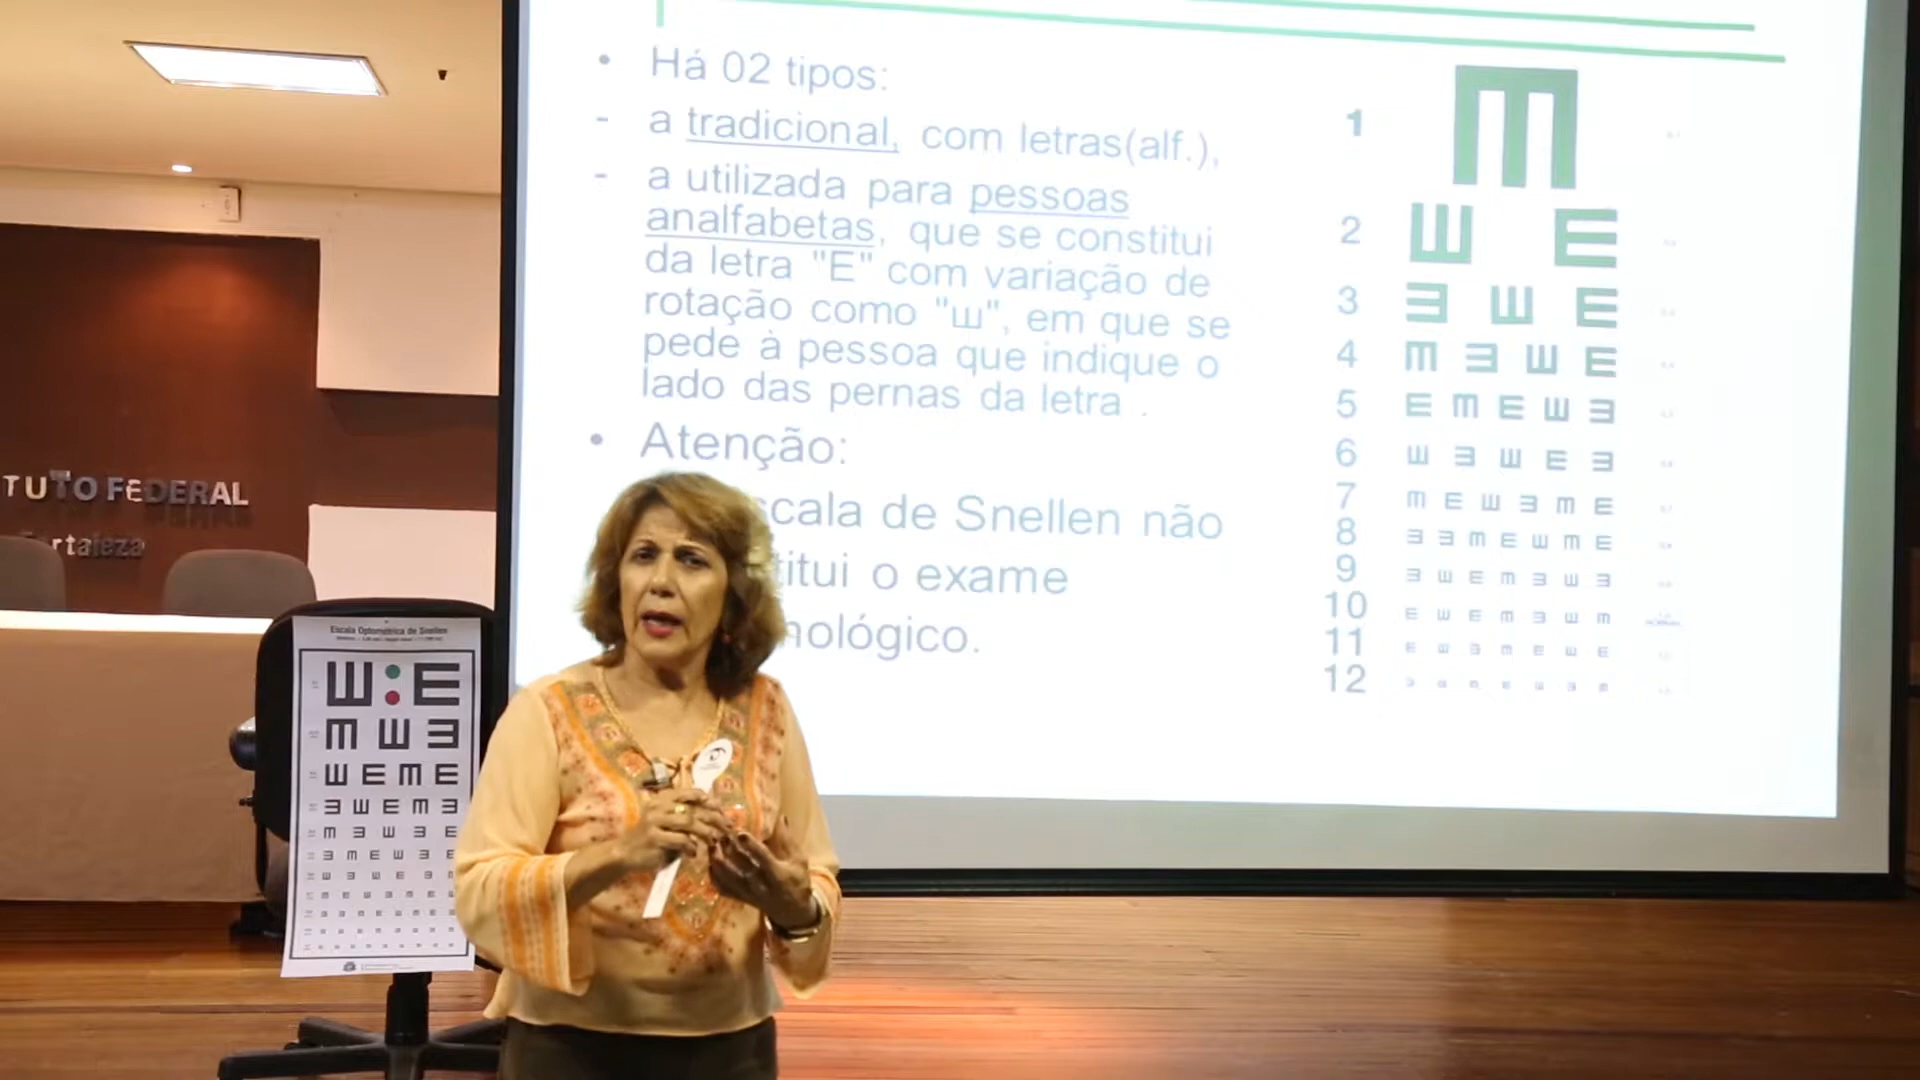 Há 02 tipos:
- a tradicional, com letras(alf.),
- a utilizada para pessoas
analfabetas, que se constitui
da letra "E" com variação de
rotação como "ш", em que se
pede à pessoa que indique o
lado das pernas da letra .
Atenção:
scala de Snellen não
titui o exame
nológico.
1
2 E
3 E
4 E
5 E E
6 E
7 E E
8 E E
9 E
10 E E
11 E E E
12
TUTO FEDERAL
Fortaleza
Escala Optométrica de Snellen